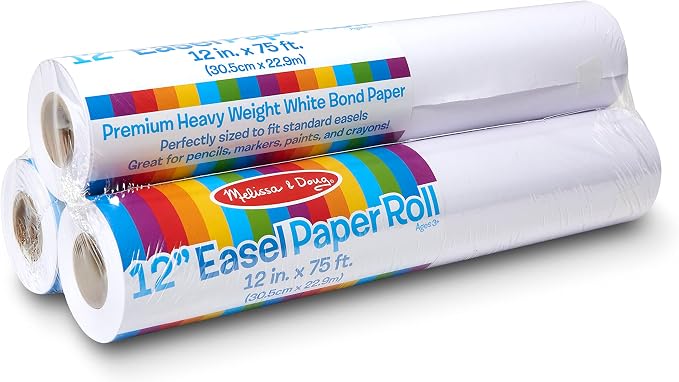 12" Easel Paper Roll
12 in. x 75 ft.
(30.5cm x 22.9m)
Premium Heavy Weight White Bond Paper
Perfectly sized to fit standard easels
Great for pencils, markers, paints, and crayons!
Melissa & Doug
12" Easel Paper Roll
Ages 3+
12 in. x 75 ft.
(30.5cm x 22.9m)